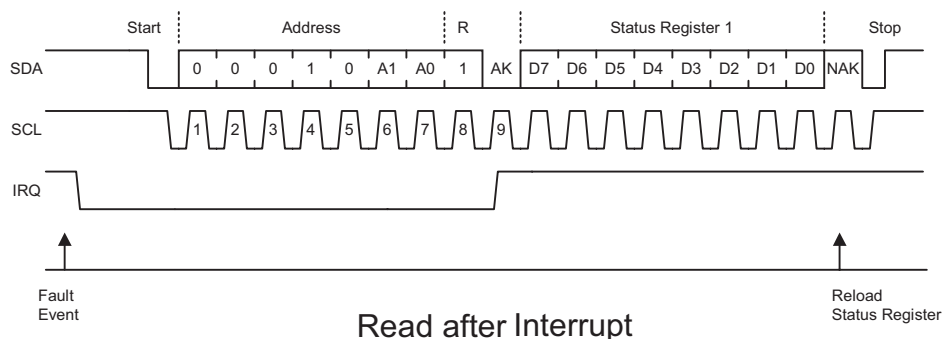 Start Address R Status Register 1 Stop
SDA 0 0 0 1 0 A1 A0 1 AK D7 D6 D5 D4 D3 D2 D1 D0 NAK
SCL 1 2 3 4 5 6 7 8 9
IRQ
Fault
Event
Reload
Status Register
Read after Interrupt